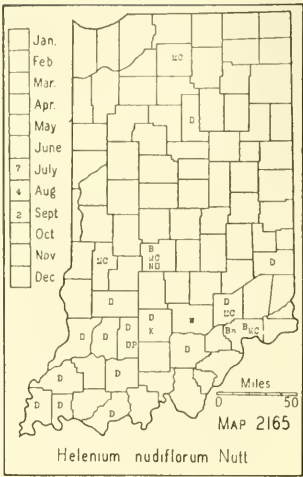 Jan.
Feb
Mar.
Apr.
May
June
7 July
4 Aug
2 Sept
Oct
Nov
Dec
MC
D
B
MC
ND
MC
D
D
D
MC
D
K
W
D
D
D
DP
Bn
B MC
D
D
D
D
D
D
Miles
0 50
MAP 2165
Helenium nudiflorum Nutt